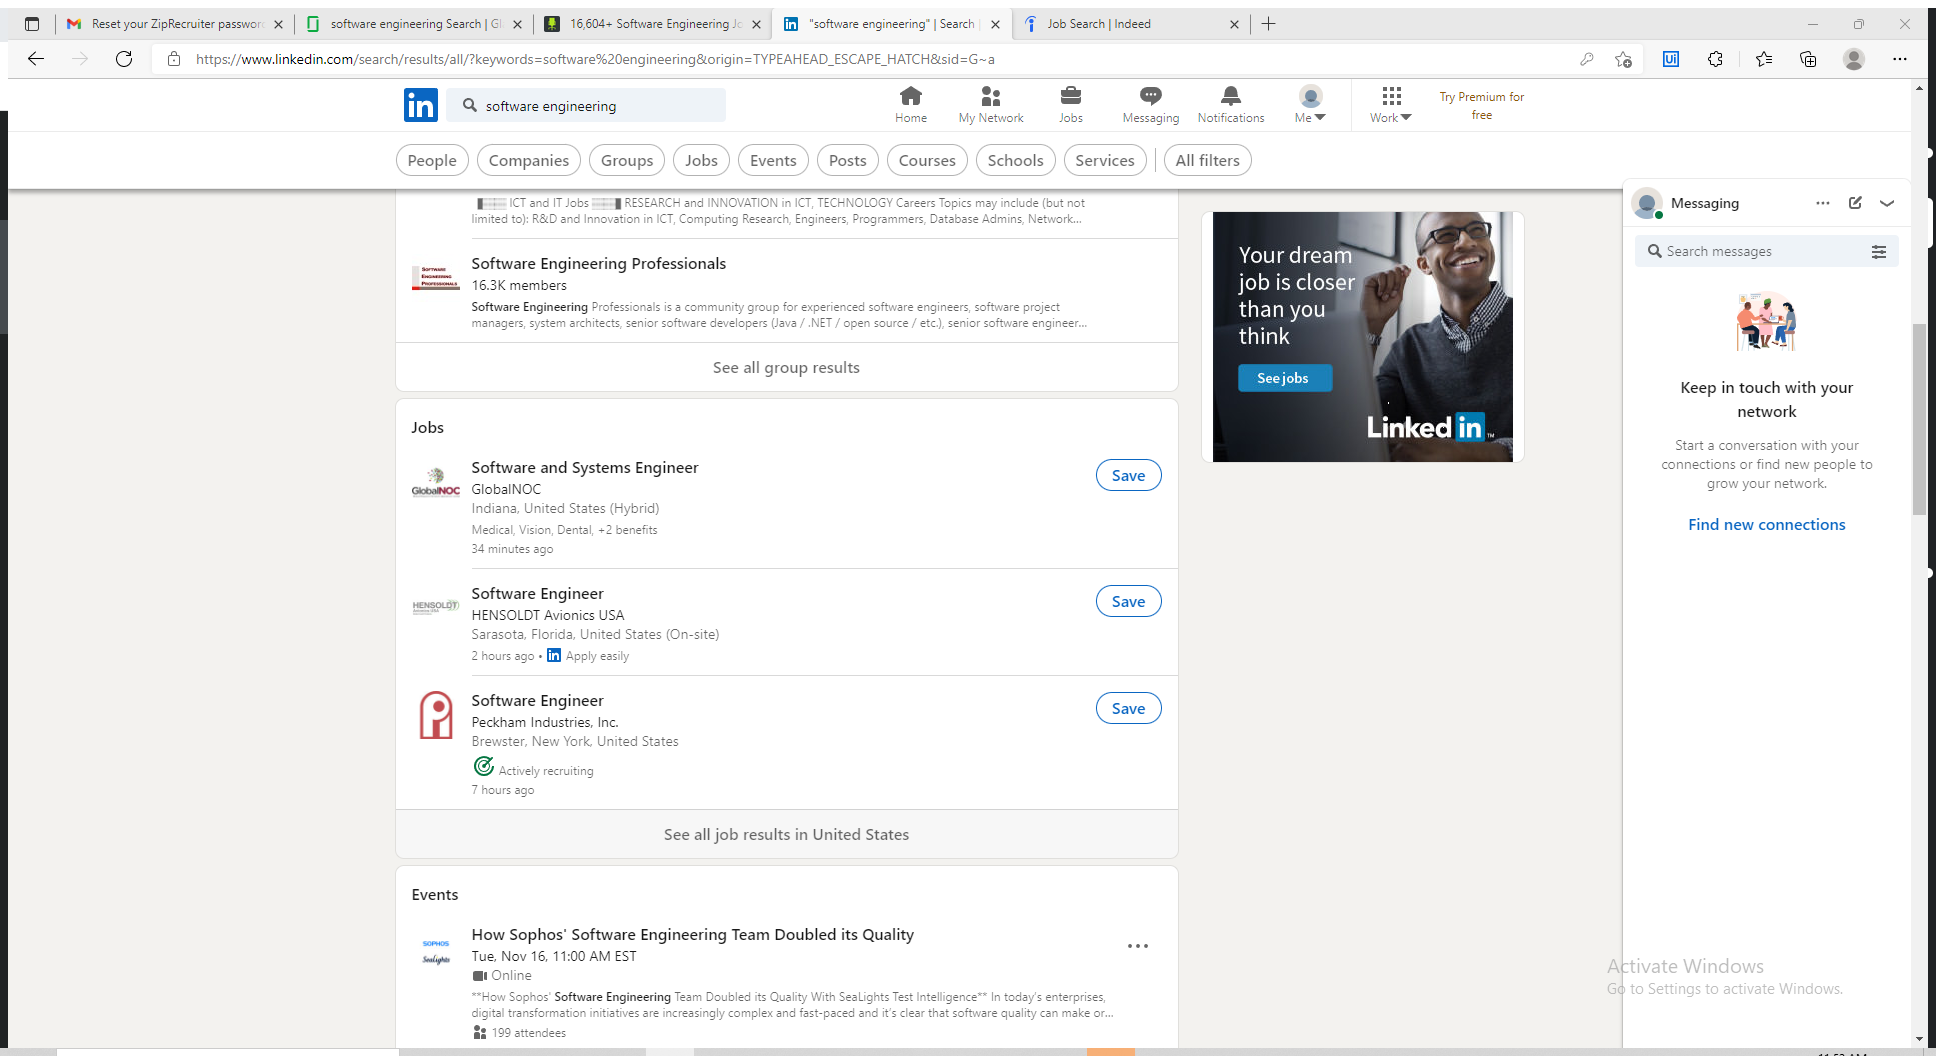 Reset your ZipRecruiter passwor
software engineering Search | Gl
16,604+ Software Engineering Jo
"software engineering" | Search |
Job Search | Indeed
https://www.linkedin.com/search/results/all/?keywords=software%20engineering&origin=TYPEAHEAD_ESCAPE_HATCH&sid=G~a
Ui
in
software engineering
Home
My Network
Jobs
Messaging
Notifications
Me
Work
Try Premium for
free
People
Companies
Groups
Jobs
Events
Posts
Courses
Schools
Services
All filters
ICT and IT Jobs RESEARCH and INNOVATION in ICT, TECHNOLOGY Careers Topics may include (but not
limited to): R&D and Innovation in ICT, Computing Research, Engineers, Programmers, Database Admins, Network...
SOFTWARE
ENGINEERING
PROFESSIONALS
Software Engineering Professionals
16.3K members
Software Engineering Professionals is a community group for experienced software engineers, software project
managers, system architects, senior software developers (Java / .NET / open source / etc.), senior software engineer...
See all group results
Jobs
GlobalNOC
Software and Systems Engineer
GlobalNOC
Indiana, United States (Hybrid)
Medical, Vision, Dental, +2 benefits
34 minutes ago
Save
HENSOLDT
Software Engineer
HENSOLDT Avionics USA
Sarasota, Florida, United States (On-site)
2 hours ago • in Apply easily
Save
Software Engineer
Peckham Industries, Inc.
Brewster, New York, United States
Actively recruiting
7 hours ago
Save
See all job results in United States
Events
SOPHOS
SeaLights
How Sophos' Software Engineering Team Doubled its Quality
Tue, Nov 16, 11:00 AM EST
Online
**How Sophos' Software Engineering Team Doubled its Quality With SeaLights Test Intelligence** In today's enterprises,
digital transformation initiatives are increasingly complex and fast-paced and it's clear that software quality can make or...
199 attendees
Your dream
job is closer
than you
think
See jobs
Linked in ™
Messaging
Search messages
Keep in touch with your
network
Start a conversation with your
connections or find new people to
grow your network.
Find new connections
Activate Windows
Go to Settings to activate Windows.